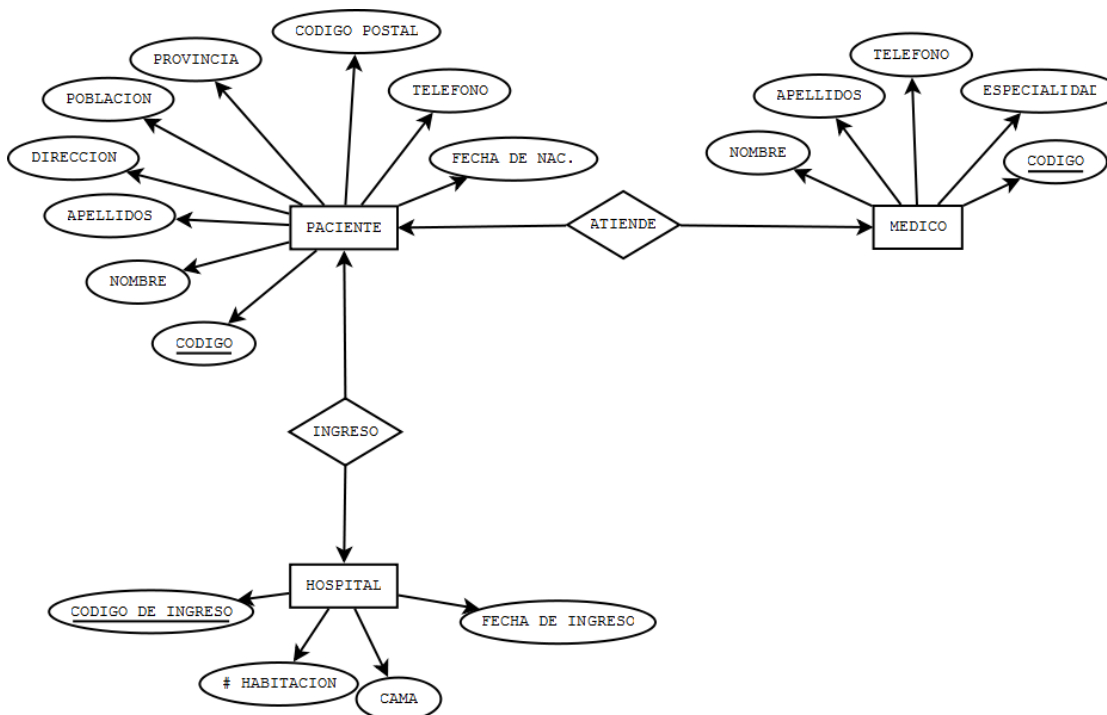 CODIGO POSTAL
PROVINCIA
TELEFONO
POBLACION
TELEFONO
APELLIDOS
ESPECIALIDAD
DIRECCION
FECHA DE NAC.
NOMBRE
CODIGO
APELLIDOS
PACIENTE
ATIENDE
MEDICO
NOMBRE
CODIGO
INGRESO
HOSPITAL
CODIGO DE INGRESO
FECHA DE INGRESO
# HABITACION
CAMA